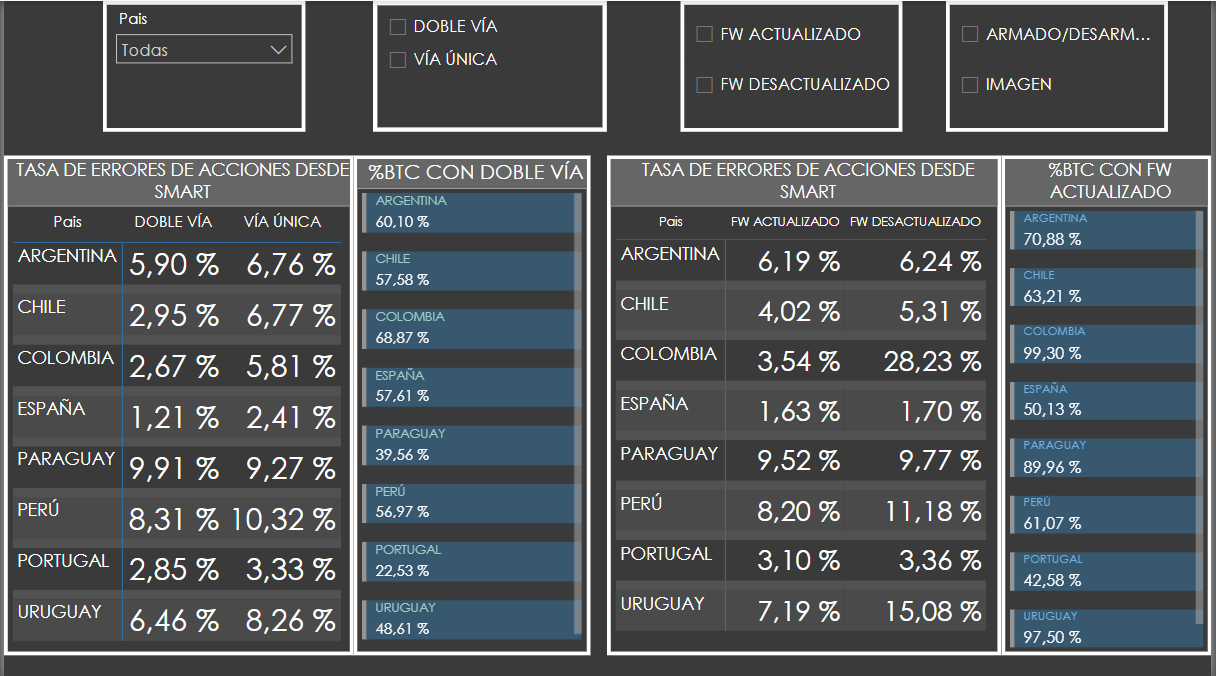 Pais
Todas
DOBLE VÍA
VÍA ÚNICA
FW ACTUALIZADO
FW DESACTUALIZADO
ARMADO/DESARM...
IMAGEN
TASA DE ERRORES DE ACCIONES DESDE
SMART
Pais DOBLE VÍA VÍA ÚNICA
ARGENTINA 5,90 % 6,76 %
CHILE 2,95 % 6,77 %
COLOMBIA 2,67 % 5,81 %
ESPAÑA 1,21 % 2,41 %
PARAGUAY 9,91 % 9,27 %
PERÚ 8,31 % 10,32 %
PORTUGAL 2,85 % 3,33 %
URUGUAY 6,46 % 8,26 %
%BTC CON DOBLE VÍA
ARGENTINA
60,10 %
CHILE
57,58 %
COLOMBIA
68,87 %
ESPAÑA
57,61 %
PARAGUAY
39,56 %
PERÚ
56,97 %
PORTUGAL
22,53 %
URUGUAY
48,61 %
TASA DE ERRORES DE ACCIONES DESDE
SMART
Pais FW ACTUALIZADO FW DESACTUALIZADO
ARGENTINA 6,19 % 6,24 %
CHILE 4,02 % 5,31 %
COLOMBIA 3,54 % 28,23 %
ESPAÑA 1,63 % 1,70 %
PARAGUAY 9,52 % 9,77 %
PERÚ 8,20 % 11,18 %
PORTUGAL 3,10 % 3,36 %
URUGUAY 7,19 % 15,08 %
%BTC CON FW
ACTUALIZADO
ARGENTINA
70,88 %
CHILE
63,21 %
COLOMBIA
99,30 %
ESPAÑA
50,13 %
PARAGUAY
89,96 %
PERÚ
61,07 %
PORTUGAL
42,58 %
URUGUAY
97,50 %